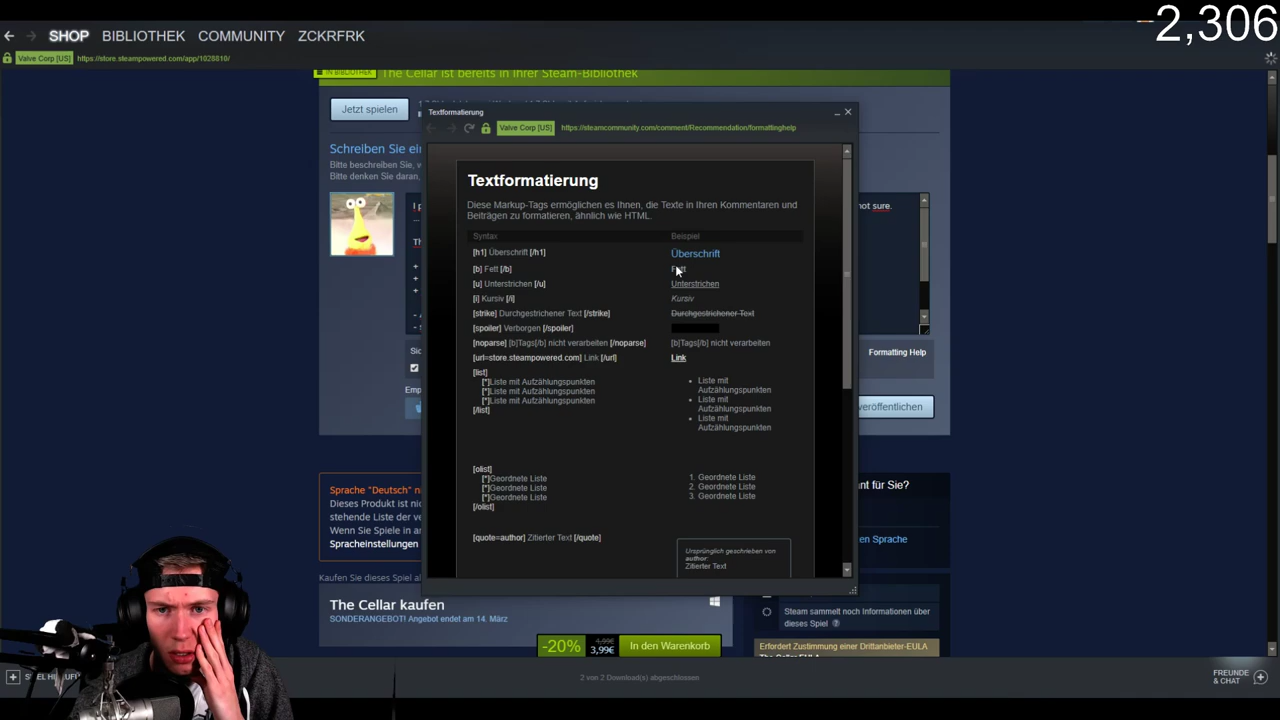 2,306
SHOP BIBLIOTHEK COMMUNITY ZCKRFRK
Valve Corp [US] https://store.steampowered.com/app/1028810/
IN BIBLIOTHEK The Cellar ist bereits in Ihrer Steam-Bibliothek
Jetzt spielen
Textformatierung
Valve Corp [US] https://steamcommunity.com/comment/Recommendation/formattinghelp
Schreiben Sie ei
Bitte beschreiben Sie,
Bitte denken Sie daran,
not sure.
Textformatierung
Diese Markup-Tags ermöglichen es Ihnen, die Texte in Ihren Kommentaren und
Beiträgen zu formatieren, ähnlich wie HTML.
Syntax Beispiel
[h1] Überschrift [/h1] Überschrift
[b] Fett [/b] Fett
[u] Unterstrichen [/u] Unterstrichen
[i] Kursiv [/i] Kursiv
[strike] Durchgestrichener Text [/strike] Durchgestrichener Text
[spoiler] Verborgen [/spoiler]
[noparse] [b]Tags[/b] nicht verarbeiten [/noparse] [b]Tags[/b] nicht verarbeiten
[url=store.steampowered.com] Link [/url] Link
[list]
[*]Liste mit Aufzählungspunkten
[*]Liste mit Aufzählungspunkten
[*]Liste mit Aufzählungspunkten
[/list]
• Liste mit
Aufzählungspunkten
• Liste mit
Aufzählungspunkten
• Liste mit
Aufzählungspunkten
[olist]
[*]Geordnete Liste
[*]Geordnete Liste
[*]Geordnete Liste
[/olist]
1. Geordnete Liste
2. Geordnete Liste
3. Geordnete Liste
[quote=author] Zitierter Text [/quote]
Ursprünglich geschrieben von
author:
Zitierter Text
Formatting Help
veröffentlichen
Sprache "Deutsch" ni
Dieses Produkt ist nic
stehende Liste der ve
Wenn Sie Spiele in an
Spracheinstellungen
nnt für Sie?
en Sprache
Kaufen Sie dieses Spiel al
The Cellar kaufen
SONDERANGEBOT! Angebot endet am 14. März
-20% 4,99€ 3,99€ In den Warenkorb
Steam sammelt noch Informationen über
dieses Spiel ?
Erfordert Zustimmung einer Drittanbieter-EULA
The Cellar EULA
2 von 2 Download(s) abgeschlossen
FREUNDE
& CHAT